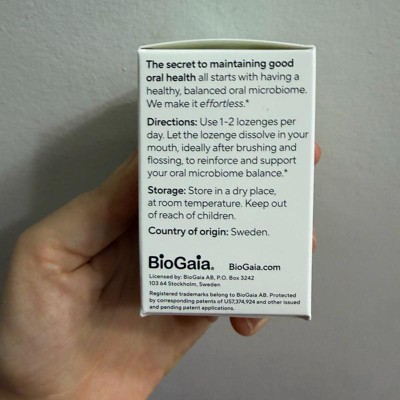 The secret to maintaining good
oral health all starts with having a
healthy, balanced oral microbiome.
We make it effortless.*
Directions: Use 1-2 lozenges per
day. Let the lozenge dissolve in your
mouth, ideally after brushing and
flossing, to reinforce and support
your oral microbiome balance.*
Storage: Store in a dry place,
at room temperature. Keep out
of reach of children.
Country of origin: Sweden.
BioGaia® BioGaia.com
Licensed by: BioGaia AB, P.O. Box 3242
103 64 Stockholm, Sweden
Registered trademarks belong to BioGaia AB. Protected
by corresponding patents of US7,374,924 and other issued
and pending patent applications.